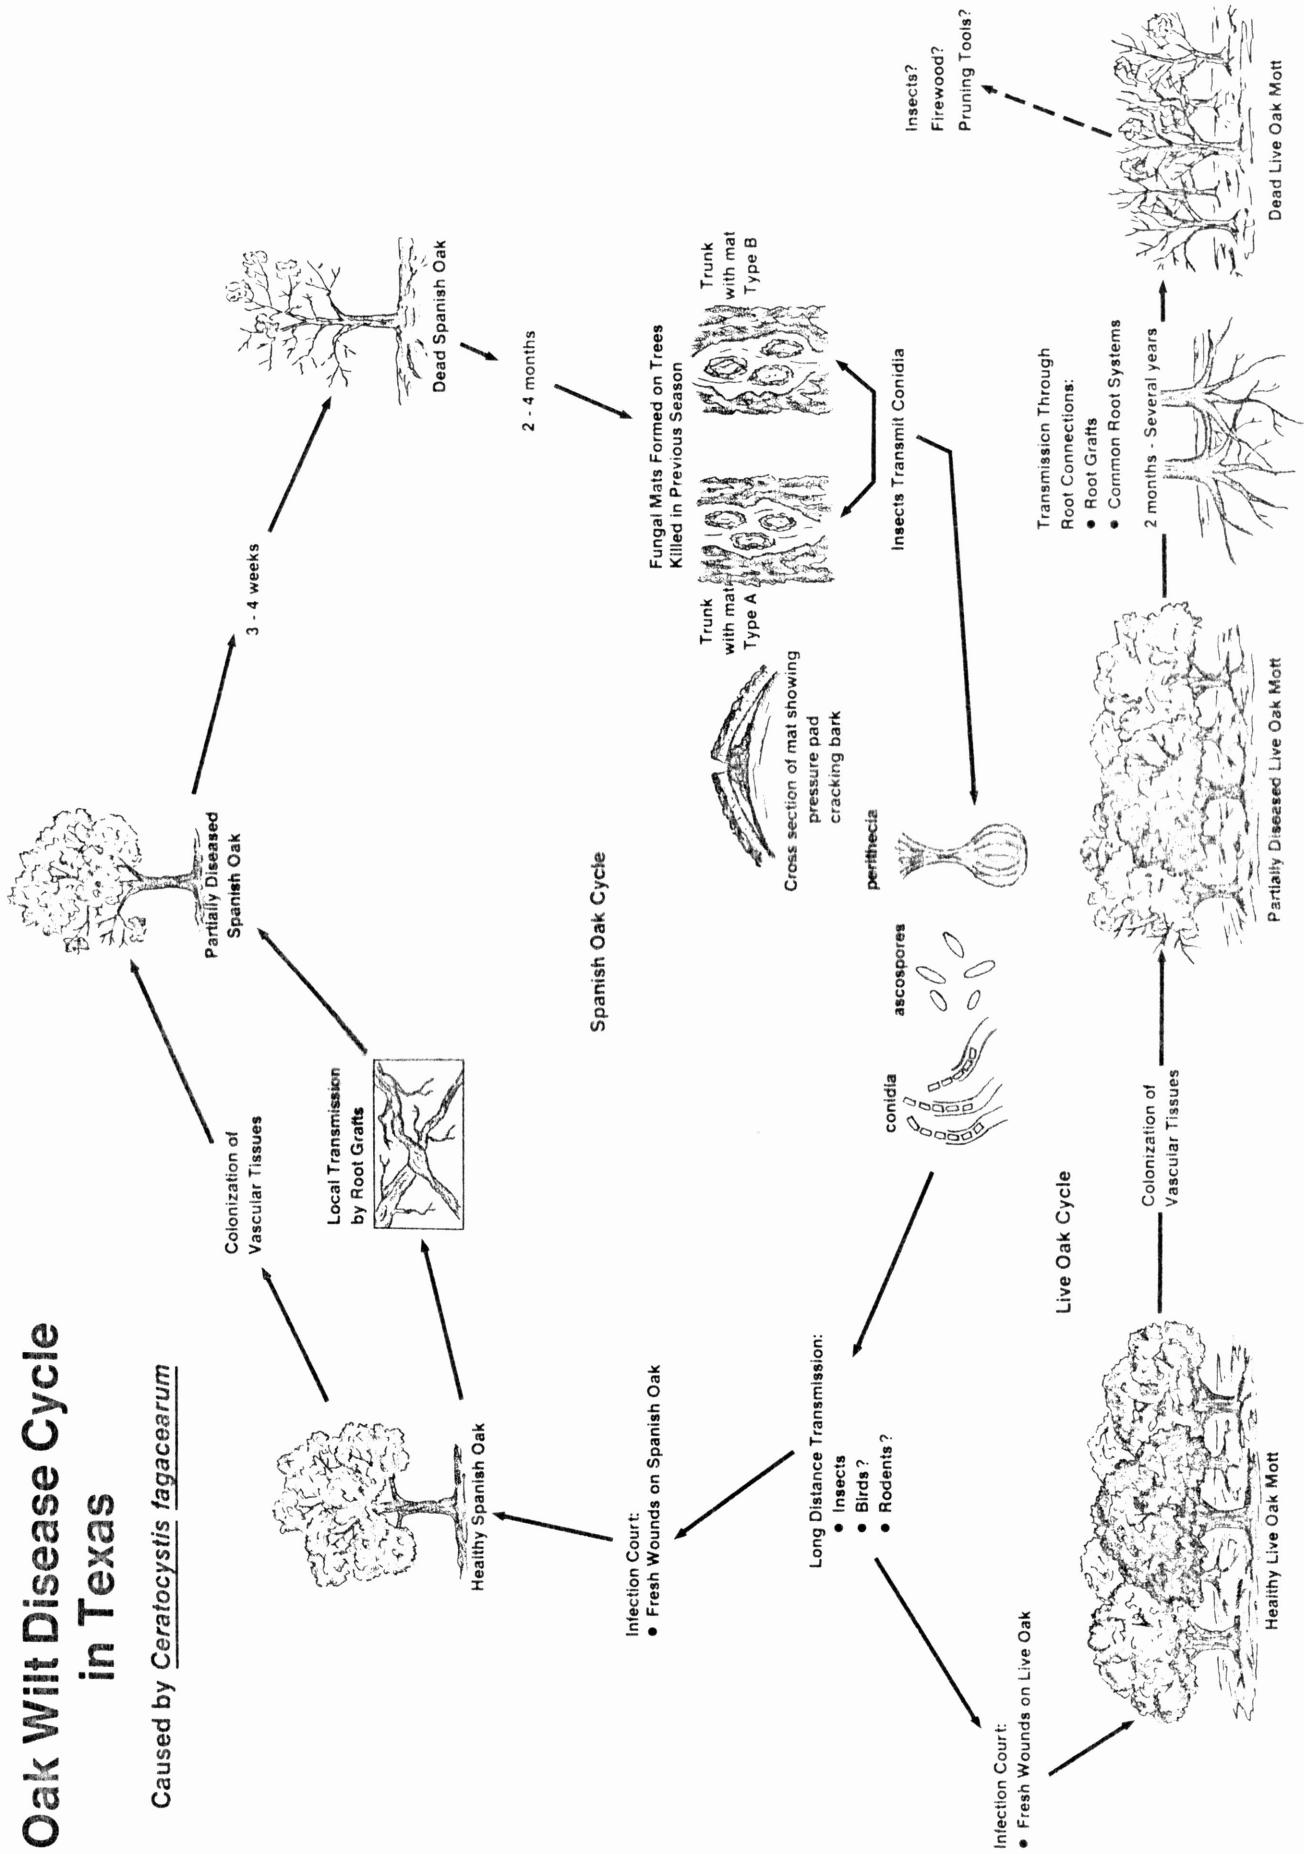 Oak Wilt Disease Cycle
in Texas
Caused by Ceratocystis fagacearum
Partially Diseased
Spanish Oak
Colonization of
Vascular Tissues
3 - 4 weeks
Local Transmission
by Root Grafts
Dead Spanish Oak
Healthy Spanish Oak
2 - 4 months
Spanish Oak Cycle
Infection Court:
● Fresh Wounds on Spanish Oak
Fungal Mats Formed on Trees
Killed in Previous Season
Trunk
with mat
Type A
Trunk
with mat
Type B
Cross section of mat showing
pressure pad
cracking bark
Insects Transmit Conidia
perithecia
ascospores
conidia
Long Distance Transmission:
● Insects
● Birds?
● Rodents?
Insects?
Firewood?
Pruning Tools?
Infection Court:
● Fresh Wounds on Live Oak
Live Oak Cycle
Transmission Through
Root Connections:
● Root Grafts
● Common Root Systems
Colonization of
Vascular Tissues
2 months - Several years
Healthy Live Oak Mott
Partially Diseased Live Oak Mott
Dead Live Oak Mott